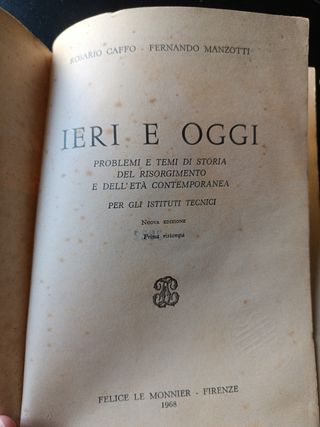 ROSARIO CAFFO - FERNANDO MANZOTTI
IERI E OGGI
PROBLEMI E TEMI DI STORIA
DEL RISORGIMENTO
E DELL'ETÀ CONTEMPORANEA
PER GLI ISTITUTI TECNICI
Nuova edizione
Prima ristampa
FELICE LE MONNIER - FIRENZE
1968